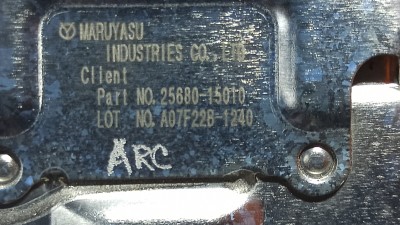 MARUYASU
INDUSTRIES CO., LTD
Client
Part NO. 25680-15010
LOT NO. A07F22B-1240
ARC